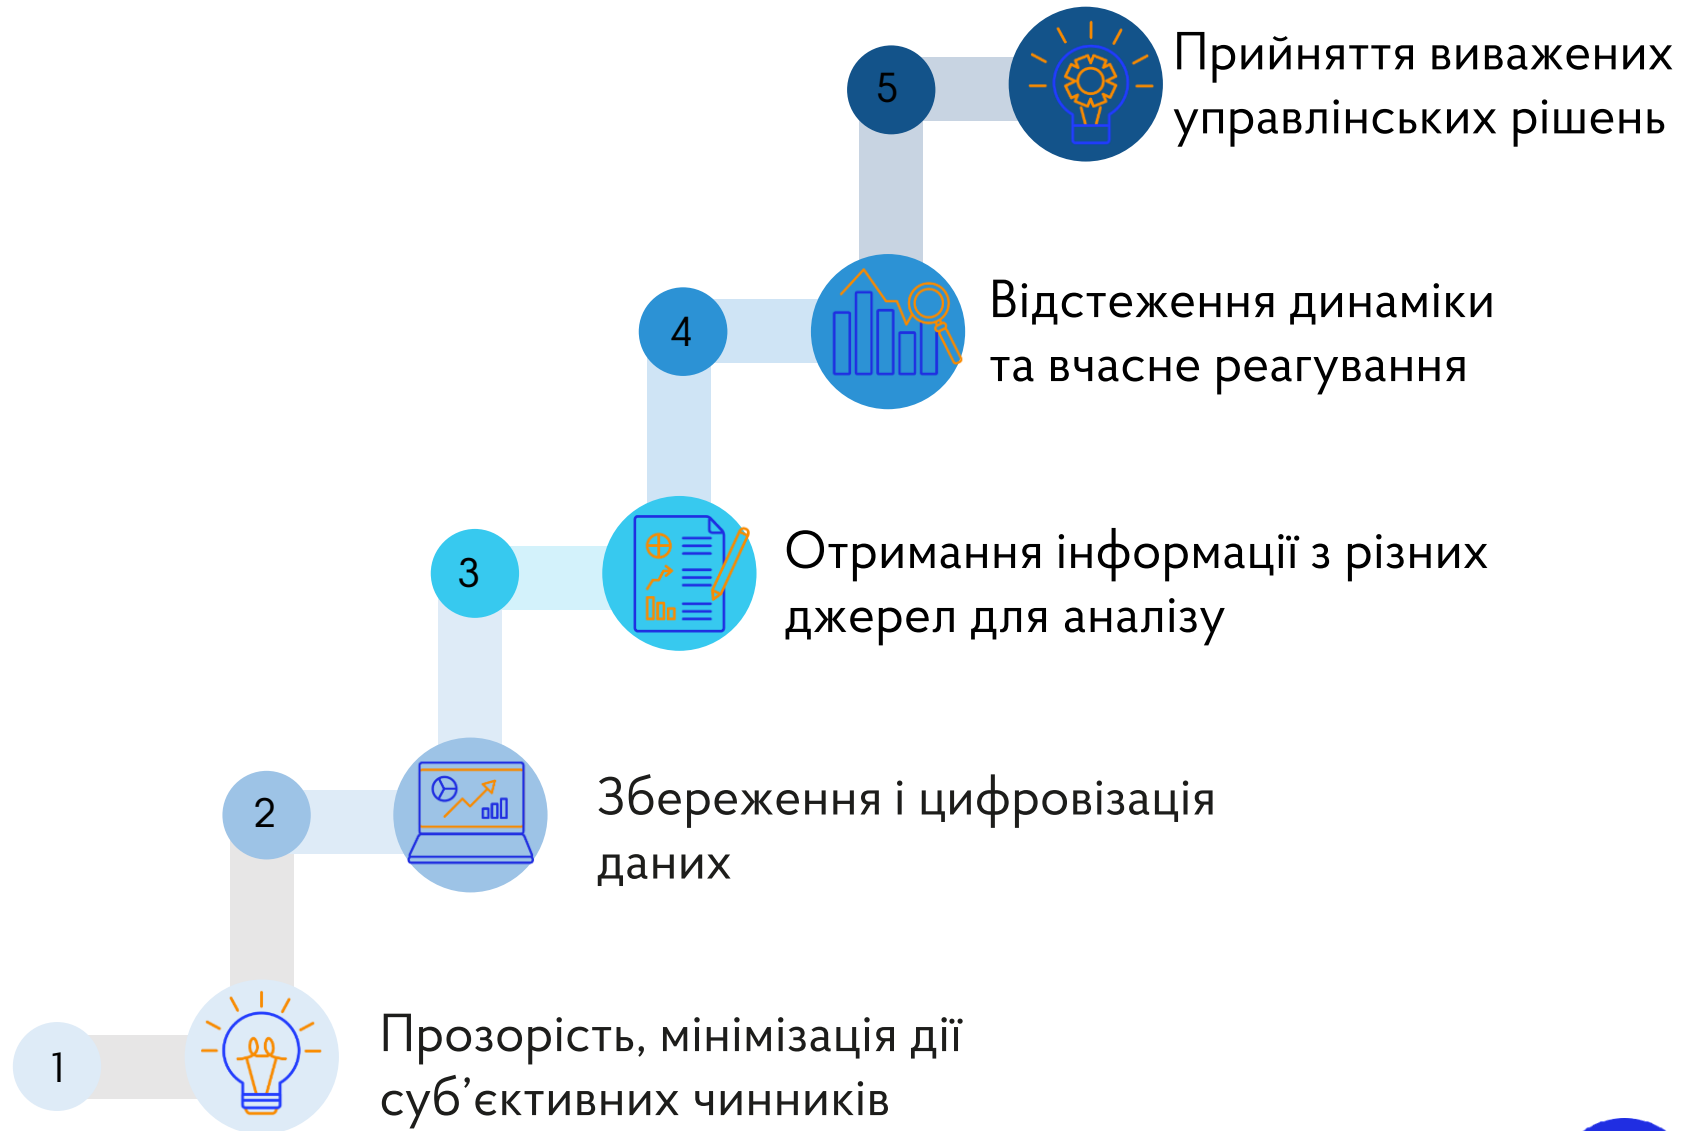 5
Прийняття виважених
управлінських рішень
4
Відстеження динаміки
та вчасне реагування
3
Отримання інформації з різних
джерел для аналізу
2
Збереження і цифровізація
даних
1
Прозорість, мінімізація дії
суб’єктивних чинників